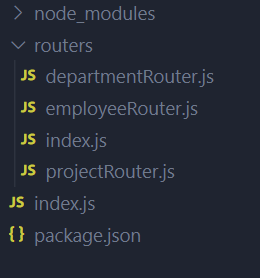 node_modules
routers
JS departmentRouter.js
JS employeeRouter.js
JS index.js
JS projectRouter.js
JS index.js
{} package.json